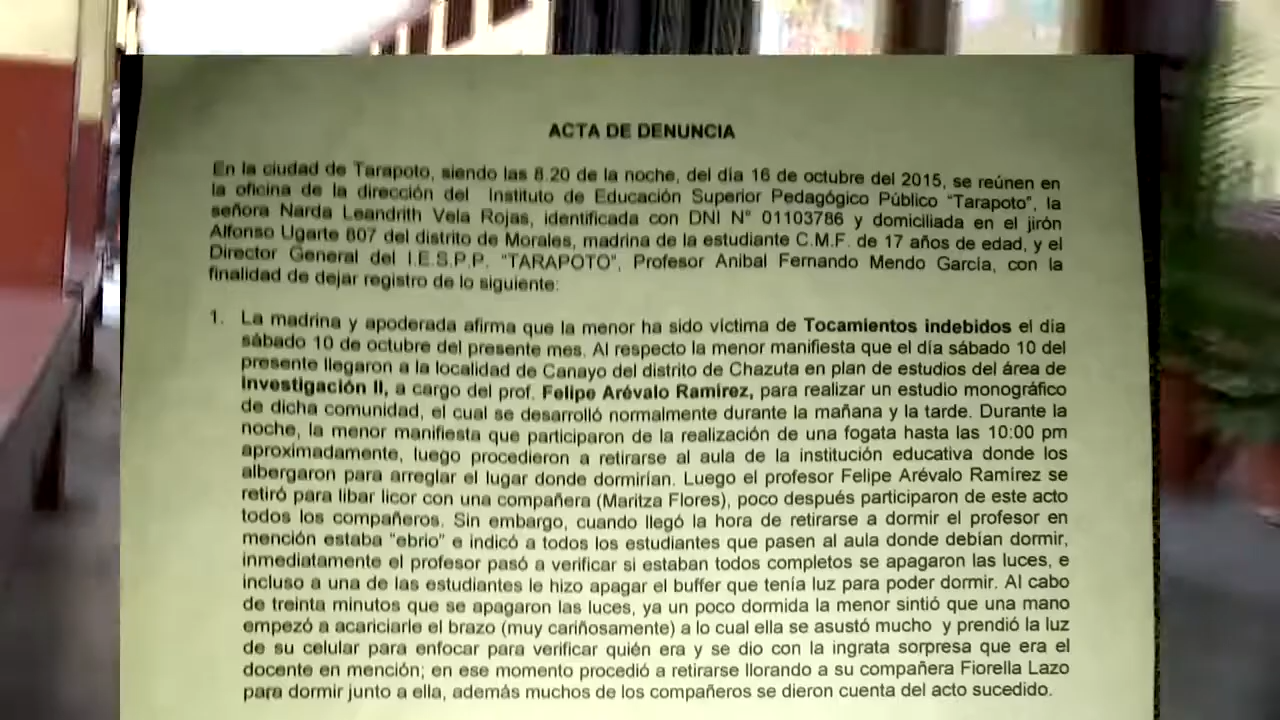 ACTA DE DENUNCIA
En la ciudad de Tarapoto, siendo las 8.20 de la noche, del día 16 de octubre del 2015, se reúnen en
la oficina de la dirección del Instituto de Educación Superior Pedagógico Público “Tarapoto”, la
señora Narda Leandrith Vela Rojas, identificada con DNI N° 01103786 y domiciliada en el jirón
Alfonso Ugarte 807 del distrito de Morales, madrina de la estudiante C.M.F. de 17 años de edad, y el
Director General del I.E.S.P.P. “TARAPOTO”, Profesor Anibal Fernando Mendo García, con la
finalidad de dejar registro de lo siguiente:
1. La madrina y apoderada afirma que la menor ha sido víctima de Tocamientos indebidos el día
sábado 10 de octubre del presente mes. Al respecto la menor manifiesta que el día sábado 10 del
presente llegaron a la localidad de Canayo del distrito de Chazuta en plan de estudios del área de
Investigación II, a cargo del prof. Felipe Arévalo Ramírez, para realizar un estudio monográfico
de dicha comunidad, el cual se desarrolló normalmente durante la mañana y la tarde. Durante la
noche, la menor manifiesta que participaron de la realización de una fogata hasta las 10:00 pm
aproximadamente, luego procedieron a retirarse al aula de la institución educativa donde los
albergaron para arreglar el lugar donde dormirían. Luego el profesor Felipe Arévalo Ramírez se
retiró para libar licor con una compañera (Maritza Flores), poco después participaron de este acto
todos los compañeros. Sin embargo, cuando llegó la hora de retirarse a dormir el profesor en
mención estaba “ebrio” e indicó a todos los estudiantes que pasen al aula donde debían dormir,
inmediatamente el profesor pasó a verificar si estaban todos completos se apagaron las luces, e
incluso a una de las estudiantes le hizo apagar el buffer que tenía luz para poder dormir. Al cabo
de treinta minutos que se apagaron las luces, ya un poco dormida la menor sintió que una mano
empezó a acariciarle el brazo (muy cariñosamente) a lo cual ella se asustó mucho y prendió la luz
de su celular para enfocar para verificar quién era y se dio con la ingrata sorpresa que era el
docente en mención; en ese momento procedió a retirarse llorando a su compañera Fiorella Lazo
para dormir junto a ella, además muchos de los compañeros se dieron cuenta del acto sucedido.